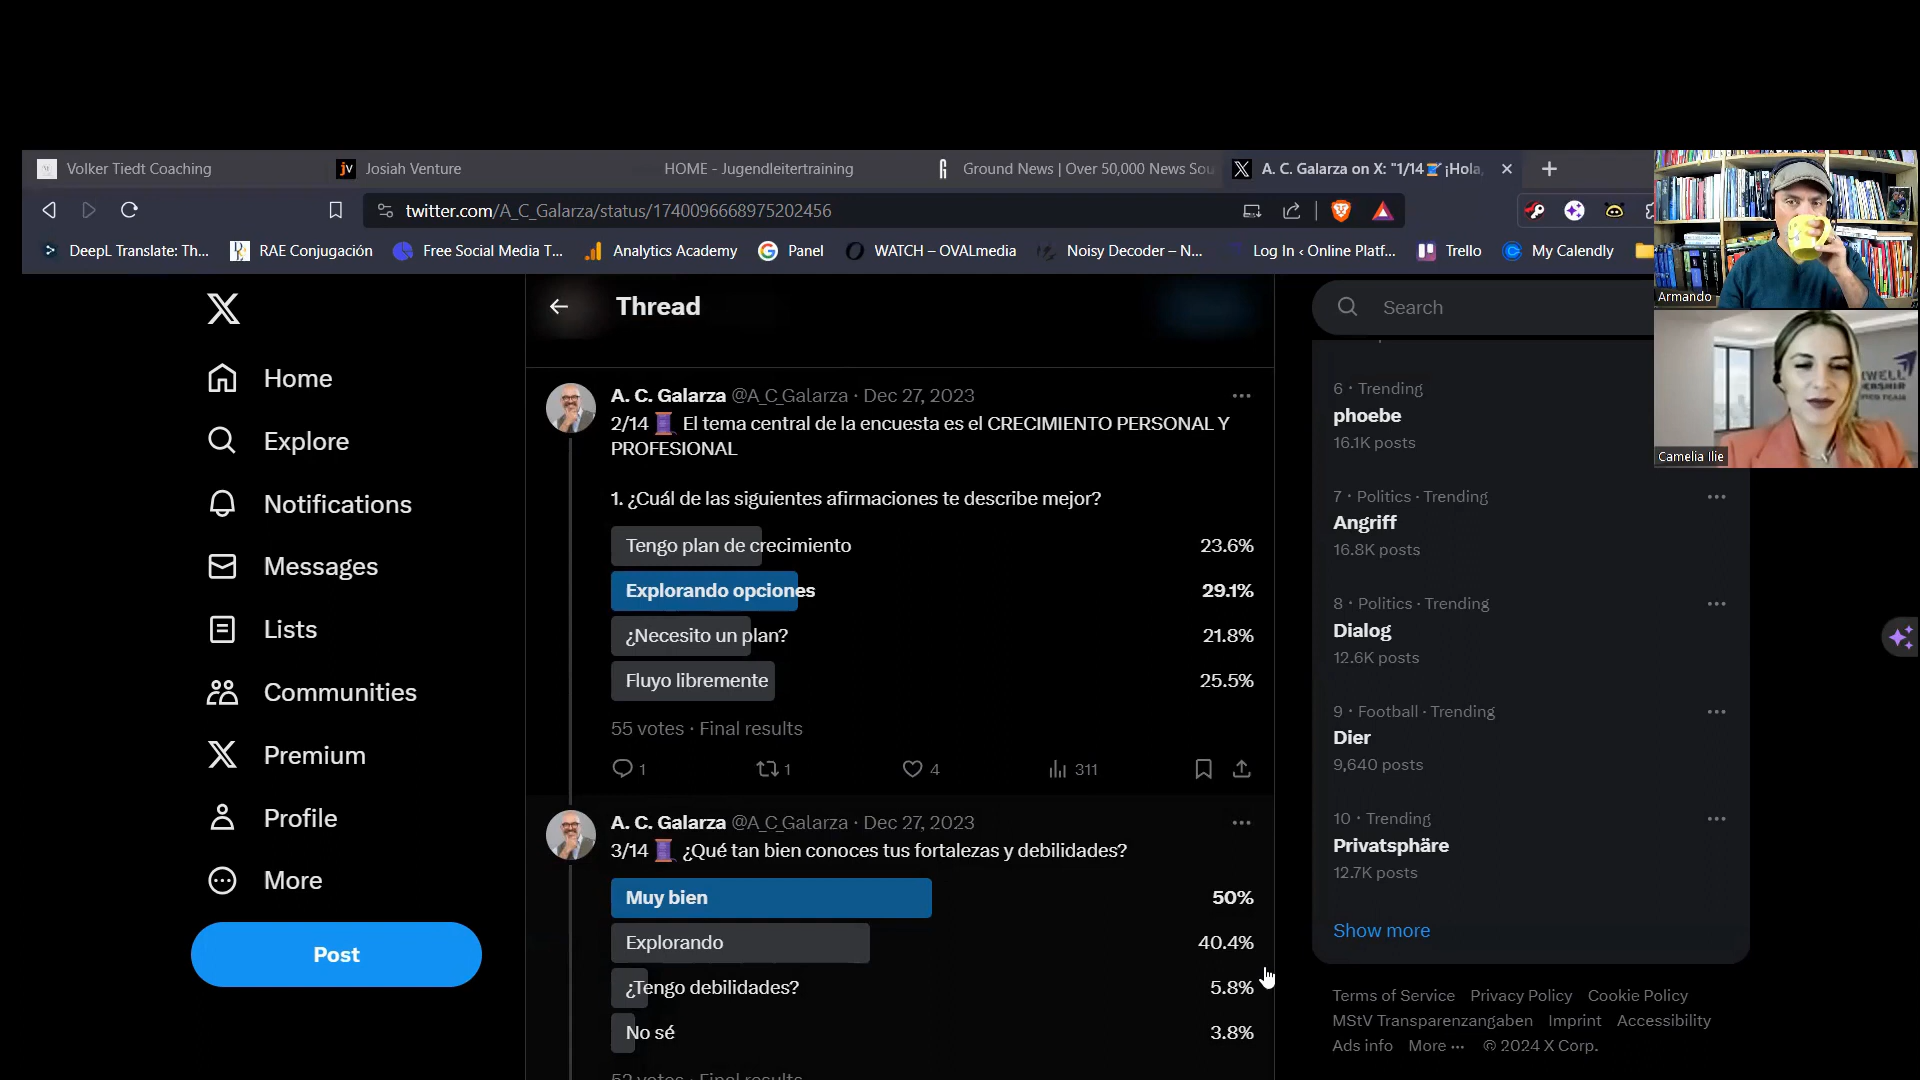 Volker Tiedt Coaching
jv Josiah Venture
HOME - Jugendleitertraining
Ground News | Over 50,000 News Sou
A. C. Galarza on X: "1/14 ¡Hola,
twitter.com/A_C_Galarza/status/1740096668975202456
DeepL Translate: Th...
RAE Conjugación
Free Social Media T...
Analytics Academy
Panel
WATCH – OVALmedia
Noisy Decoder – N...
Log In ‹ Online Platf...
Trello
My Calendly
Armando
Camelia Ilie
Home
Explore
Notifications
Messages
Lists
Communities
Premium
Profile
More
Post
Thread
A. C. Galarza @A_C_Galarza · Dec 27, 2023
2/14 El tema central de la encuesta es el CRECIMIENTO PERSONAL Y
PROFESIONAL
1. ¿Cuál de las siguientes afirmaciones te describe mejor?
Tengo plan de crecimiento 23.6%
Explorando opciones 29.1%
¿Necesito un plan? 21.8%
Fluyo libremente 25.5%
55 votes · Final results
1 1 4 311
A. C. Galarza @A_C_Galarza · Dec 27, 2023
3/14 ¿Qué tan bien conoces tus fortalezas y debilidades?
Muy bien 50%
Explorando 40.4%
¿Tengo debilidades? 5.8%
No sé 3.8%
52 votes · Final results
Search
6 · Trending
phoebe
16.1K posts
7 · Politics · Trending
Angriff
16.8K posts
8 · Politics · Trending
Dialog
12.6K posts
9 · Football · Trending
Dier
9,640 posts
10 · Trending
Privatsphäre
12.7K posts
Show more
Terms of Service Privacy Policy Cookie Policy
MStV Transparenzangaben Imprint Accessibility
Ads info More ··· © 2024 X Corp.